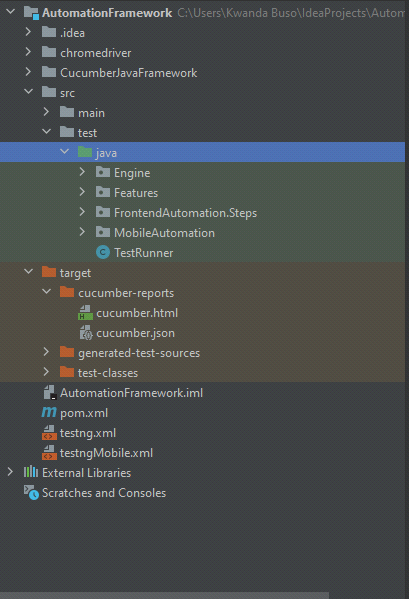 AutomationFramework C:\Users\Kwanda Buso\IdeaProjects\Autom
.idea
chromedriver
CucumberJavaFramework
src
main
test
java
Engine
Features
FrontendAutomation.Steps
MobileAutomation
TestRunner
target
cucumber-reports
cucumber.html
cucumber.json
generated-test-sources
test-classes
AutomationFramework.iml
pom.xml
testng.xml
testngMobile.xml
External Libraries
Scratches and Consoles